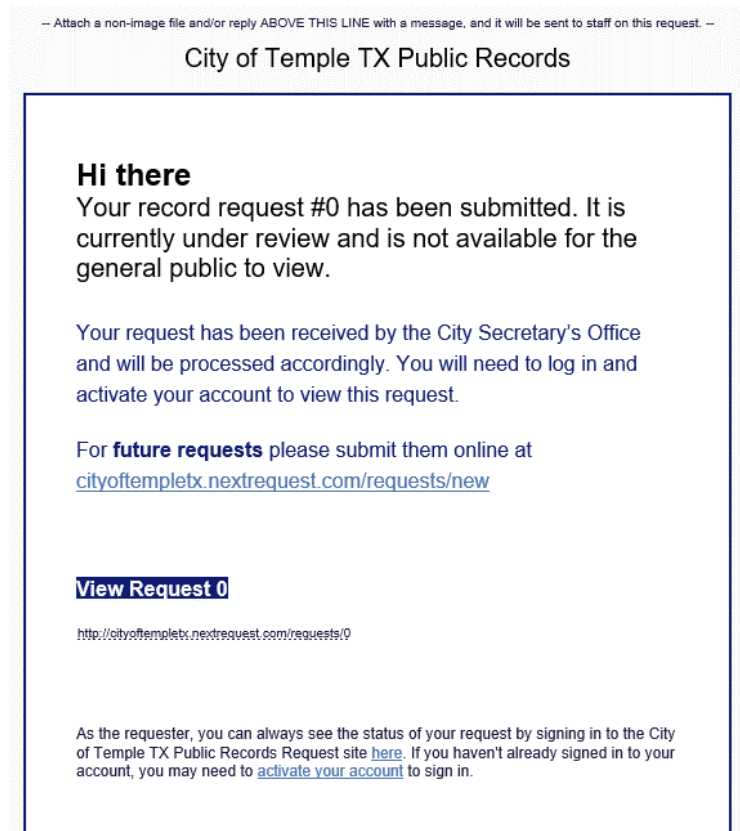 -- Attach a non-image file and/or reply ABOVE THIS LINE with a message, and it will be sent to staff on this request. --
City of Temple TX Public Records
Hi there
Your record request #0 has been submitted. It is
currently under review and is not available for the
general public to view.
Your request has been received by the City Secretary's Office
and will be processed accordingly. You will need to log in and
activate your account to view this request.
For future requests please submit them online at
cityoftempletx.nextrequest.com/requests/new
View Request 0
http://cityoftempletx.nextrequest.com/requests/0
As the requester, you can always see the status of your request by signing in to the City
of Temple TX Public Records Request site here. If you haven't already signed in to your
account, you may need to activate your account to sign in.